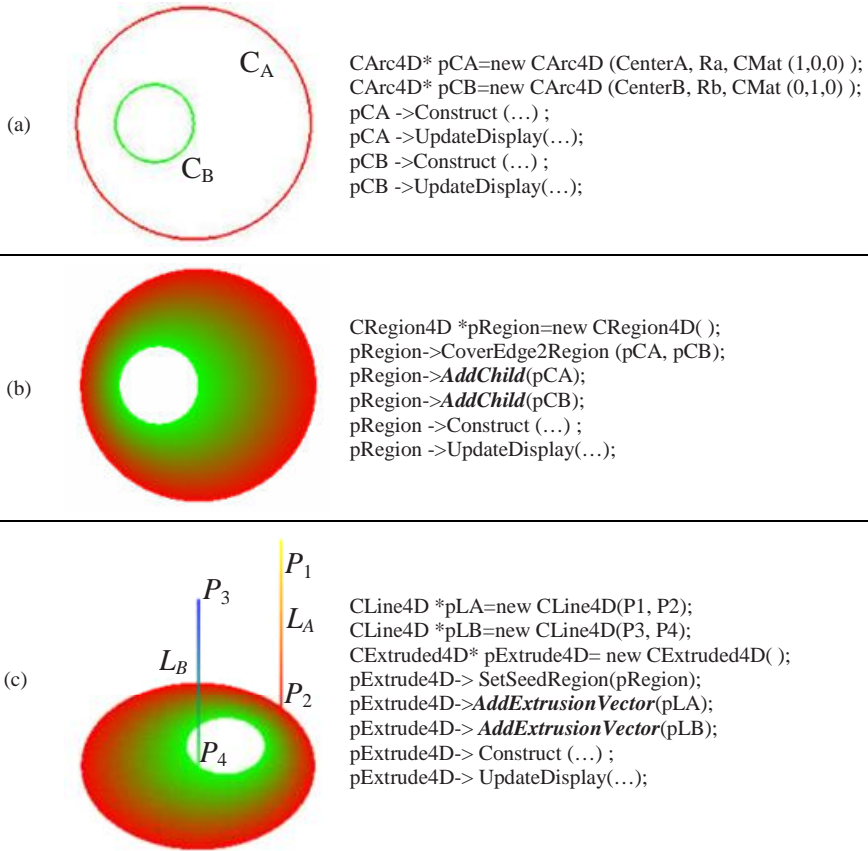 (a)
C_A
C_B
CArc4D* pCA=new CArc4D (CenterA, Ra, CMat (1,0,0) );
CArc4D* pCB=new CArc4D (CenterB, Rb, CMat (0,1,0) );
pCA ->Construct (…) ;
pCA ->UpdateDisplay(…);
pCB ->Construct (…) ;
pCB ->UpdateDisplay(…);
(b)
CRegion4D *pRegion=new CRegion4D( );
pRegion->CoverEdge2Region (pCA, pCB);
pRegion->AddChild(pCA);
pRegion->AddChild(pCB);
pRegion ->Construct (…) ;
pRegion ->UpdateDisplay(…);
(c)
P1
P3
L_A
L_B
P2
P4
CLine4D *pLA=new CLine4D(P1, P2);
CLine4D *pLB=new CLine4D(P3, P4);
CExtruded4D* pExtrude4D= new CExtruded4D( );
pExtrude4D-> SetSeedRegion(pRegion);
pExtrude4D->AddExtrusionVector(pLA);
pExtrude4D-> AddExtrusionVector(pLB);
pExtrude4D-> Construct (…) ;
pExtrude4D-> UpdateDisplay(…);